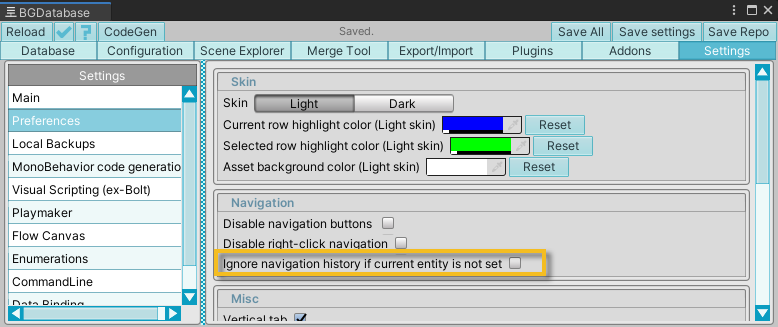 BGDatabase
Reload ? CodeGen Saved. Save All Save settings Save Repo
Database Configuration Scene Explorer Merge Tool Export/Import Plugins Addons Settings
Settings
Main
Preferences
Local Backups
MonoBehavior code generatio
Visual Scripting (ex-Bolt)
Playmaker
Flow Canvas
Enumerations
CommandLine
Data Binding
Skin
Skin Light Dark
Current row highlight color (Light skin) Reset
Selected row highlight color (Light skin) Reset
Asset background color (Light skin) Reset
Navigation
Disable navigation buttons
Disable right-click navigation
Ignore navigation history if current entity is not set
Misc
Vertical tab